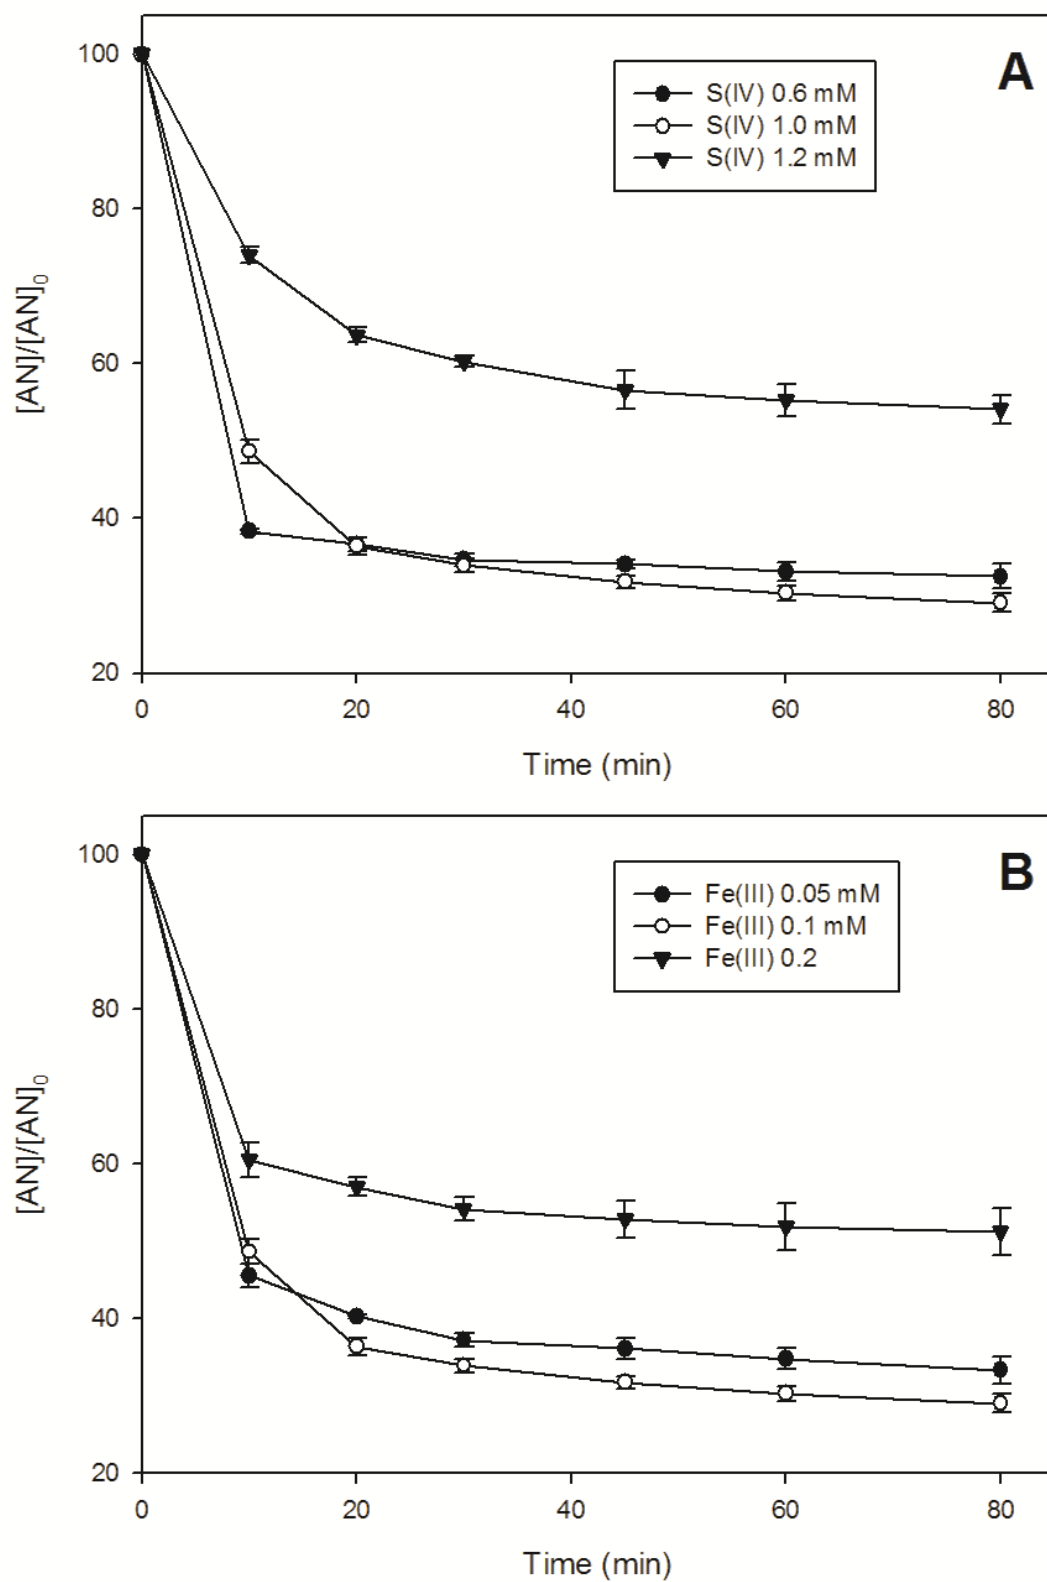 A
100
80
60
40
20
[AN]/[AN]₀
S(IV) 0.6 mM
S(IV) 1.0 mM
S(IV) 1.2 mM
0 20 40 60 80
Time (min)
B
100
80
60
40
20
[AN]/[AN]₀
Fe(III) 0.05 mM
Fe(III) 0.1 mM
Fe(III) 0.2
0 20 40 60 80
Time (min)